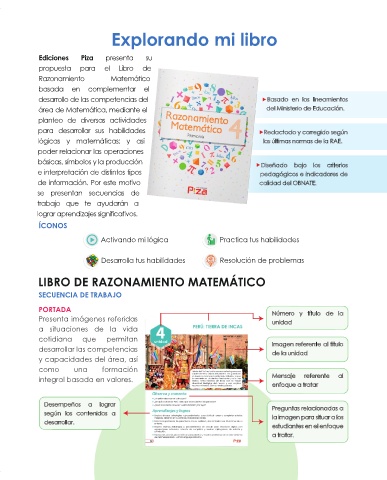 Explorando mi libro
Ediciones Piza presenta su
propuesta para el Libro de
Razonamiento Matemático
basada en complementar el
desarrollo de las competencias del
área de Matemática, mediante el
planteo de diversas actividades
para desarrollar sus habilidades
lógicas y matemáticas; y así
poder relacionar las operaciones
básicas, símbolos y la producción
e interpretación de distintos tipos
de información. Por este motivo
se presentan secuencias de
trabajo que te ayudarán a
lograr aprendizajes significativos.
Razonamiento
Matemático 4
Primaria
Piza
Basado en los lineamientos
del Ministerio de Educación.
Redactado y corregido según
las últimas normas de la RAE.
Diseñado bajo los criterios
pedagógicos e indicadores de
calidad del OBNATE.
ÍCONOS
Activando mi lógica
Practica tus habilidades
Desarrolla tus habilidades
Resolución de problemas
LIBRO DE RAZONAMIENTO MATEMÁTICO
SECUENCIA DE TRABAJO
PORTADA
Presenta imágenes referidas
a situaciones de la vida
cotidiana que permitan
desarrollar las competencias
y capacidades del área, así
como una formación
integral basada en valores.
Desempeños a lograr
según los contenidos a
desarrollar.
4
unidad
PERÚ: TIERRA DE INCAS
Piza
Número y título de la
unidad
Imagen referente al título
de la unidad
Mensaje referente al
enfoque a tratar
Preguntas relacionadas a
la imagen para situar a los
estudiantes en el enfoque
a tratar.